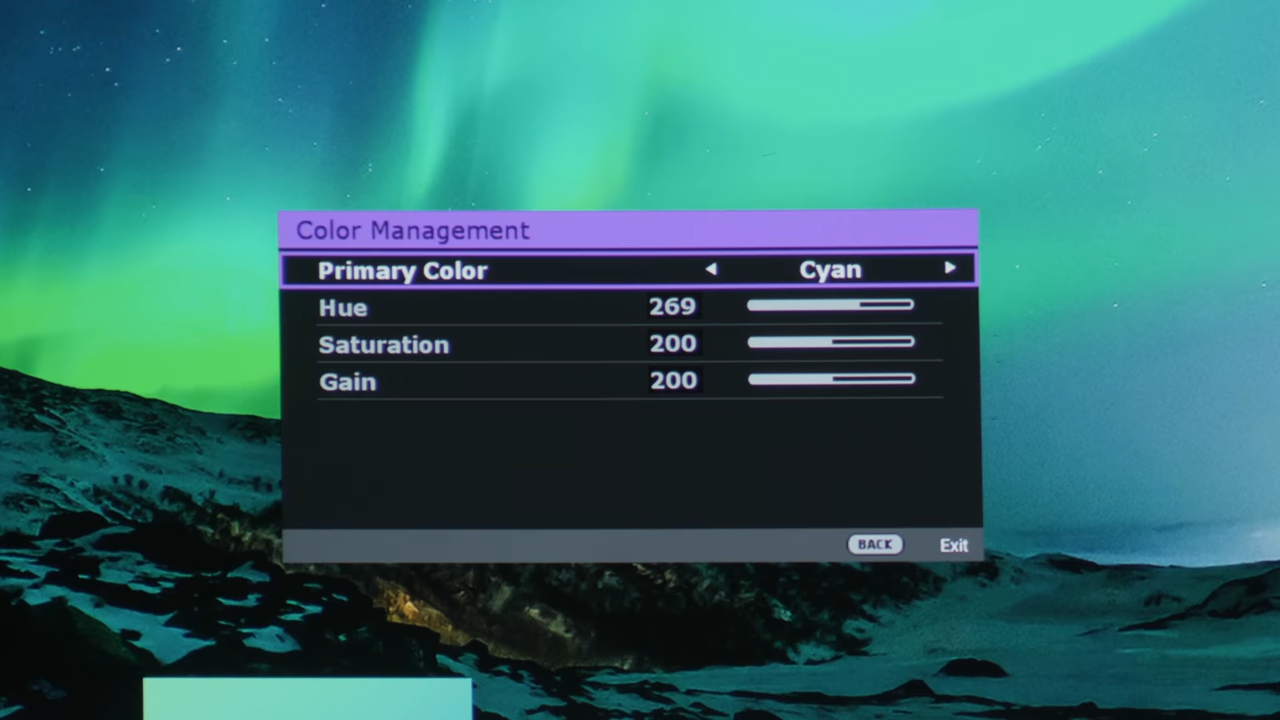 Color Management
Primary Color Cyan
Hue 269
Saturation 200
Gain 200
BACK Exit